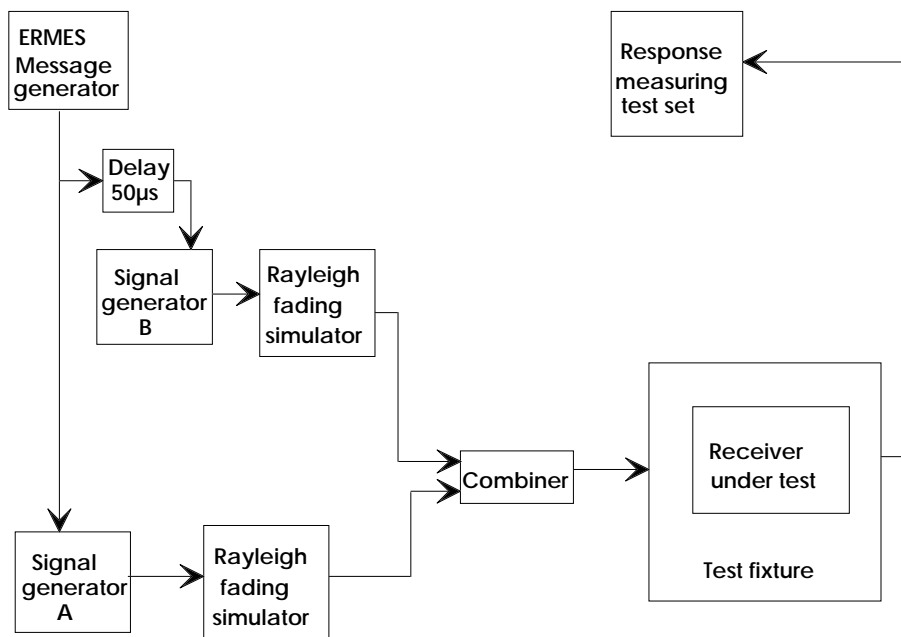 ERMES
Message
generator
Response
measuring
test set
Delay
50µs
Signal
generator
B
Rayleigh
fading
simulator
Combiner
Receiver
under test
Test fixture
Signal
generator
A
Rayleigh
fading
simulator